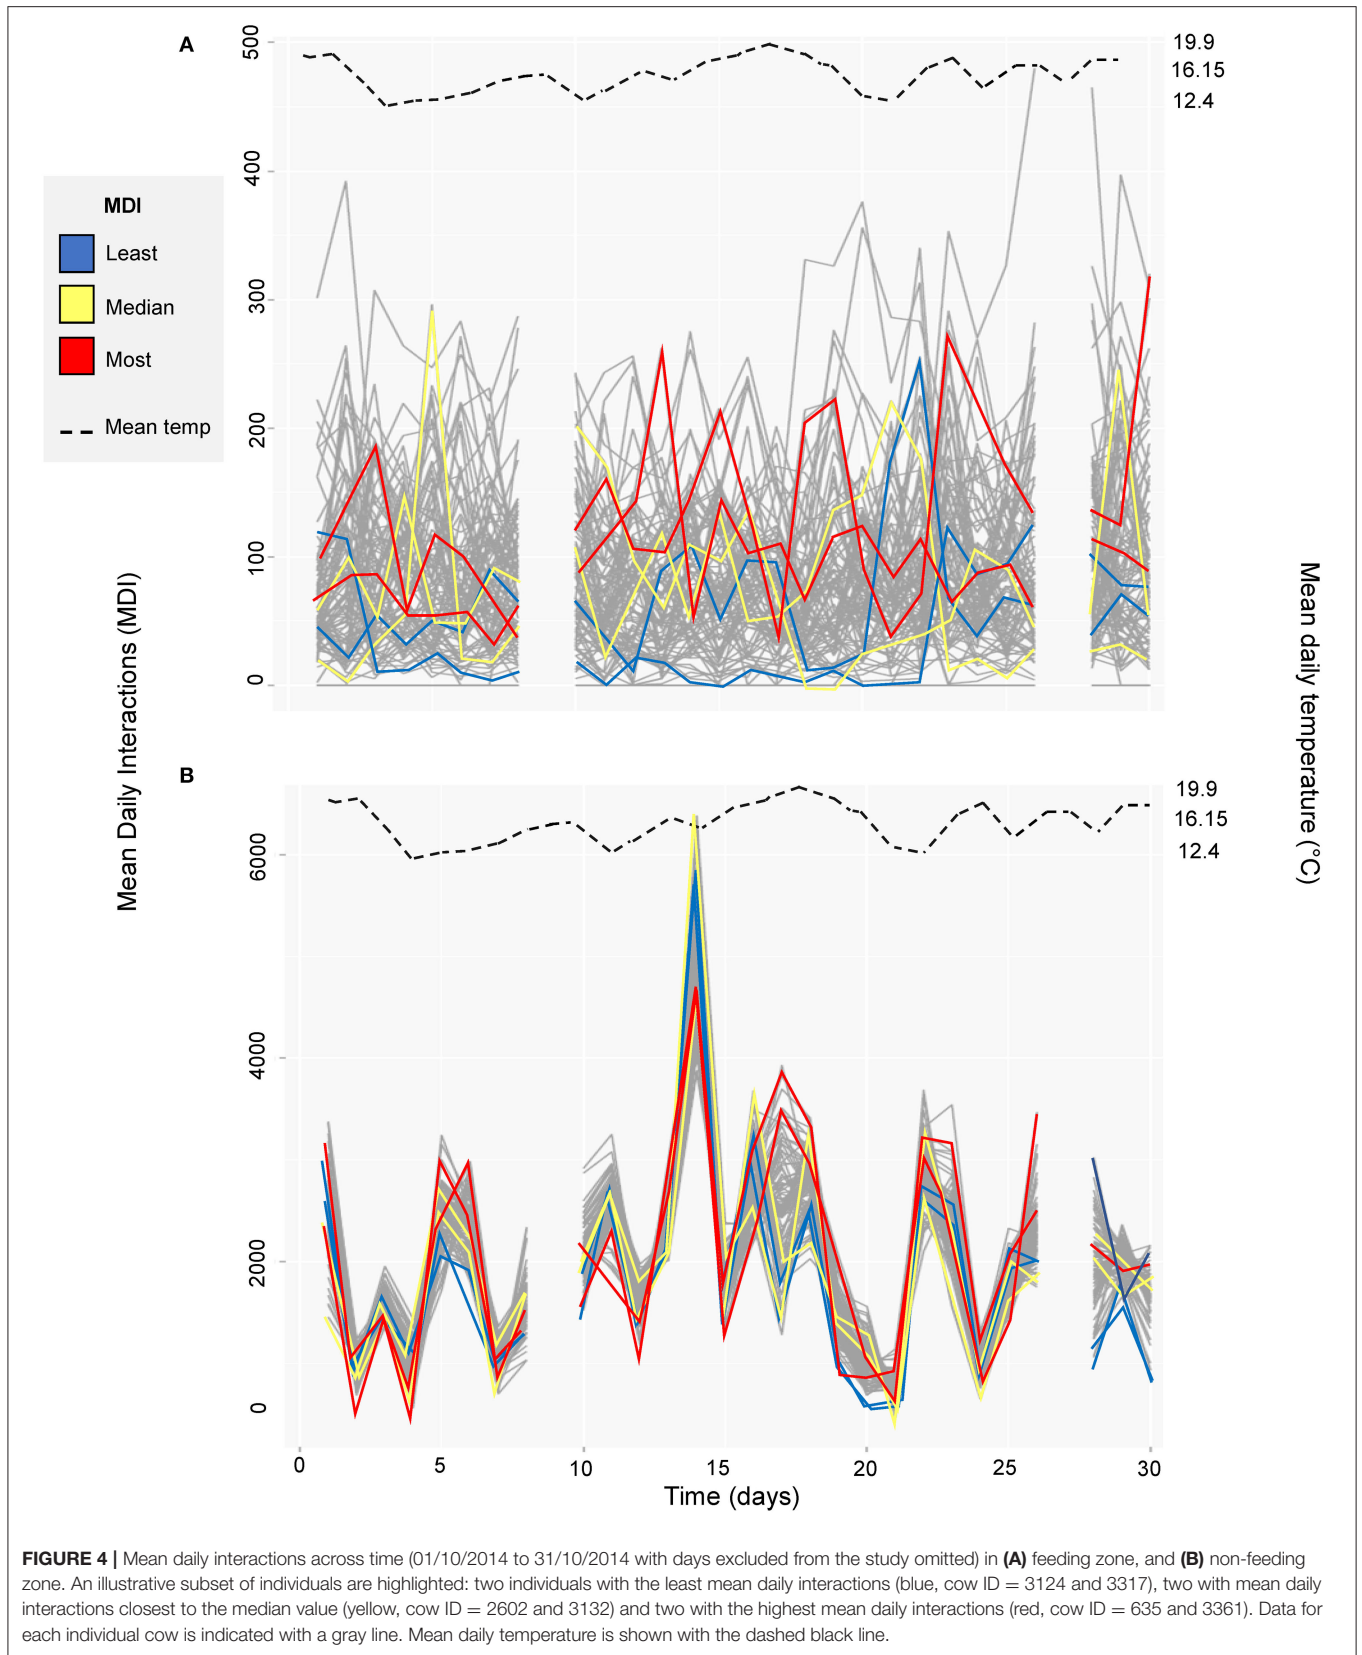 A
500
400
300
200
100
0
19.9
16.15
12.4
MDI
Least
Median
Most
Mean temp
Mean Daily Interactions (MDI)
Mean daily temperature (°C)
B
6000
4000
2000
0
19.9
16.15
12.4
0 5 10 15 20 25 30
Time (days)
FIGURE 4 | Mean daily interactions across time (01/10/2014 to 31/10/2014 with days excluded from the study omitted) in (A) feeding zone, and (B) non-feeding
zone. An illustrative subset of individuals are highlighted: two individuals with the least mean daily interactions (blue, cow ID = 3124 and 3317), two with mean daily
interactions closest to the median value (yellow, cow ID = 2602 and 3132) and two with the highest mean daily interactions (red, cow ID = 635 and 3361). Data for
each individual cow is indicated with a gray line. Mean daily temperature is shown with the dashed black line.